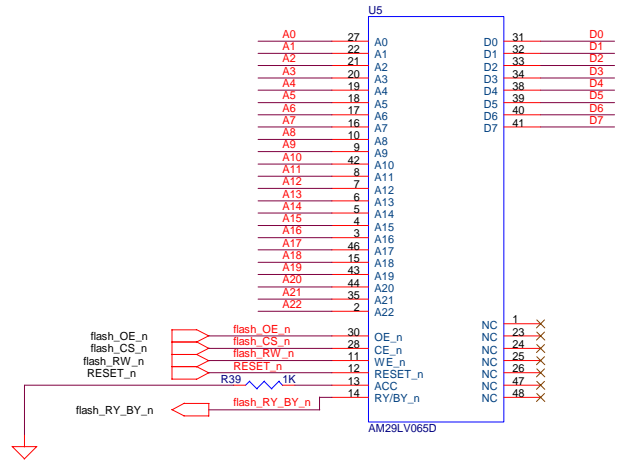 U5
A0 27 A0 D0 31 D0
A1 22 A1 D1 32 D1
A2 21 A2 D2 33 D2
A3 20 A3 D3 34 D3
A4 19 A4 D4 38 D4
A5 18 A5 D5 39 D5
A6 17 A6 D6 40 D6
A7 16 A7 D7 41 D7
A8 10 A8
A9 9 A9
A10 42 A10
A11 8 A11
A12 7 A12
A13 6 A13
A14 5 A14
A15 4 A15
A16 3 A16
A17 46 A17
A18 15 A18
A19 43 A19
A20 44 A20
A21 35 A21
A22 2 A22
NC 1
flash_OE_n flash_OE_n 30 OE_n NC 23
flash_CS_n flash_CS_n 28 CE_n NC 24
flash_RW_n flash_RW_n 11 WE_n NC 25
RESET_n RESET_n 12 RESET_n NC 26
R39 1K 13 ACC NC 47
flash_RY_BY_n flash_RY_BY_n 14 RY/BY_n NC 48
AM29LV065D